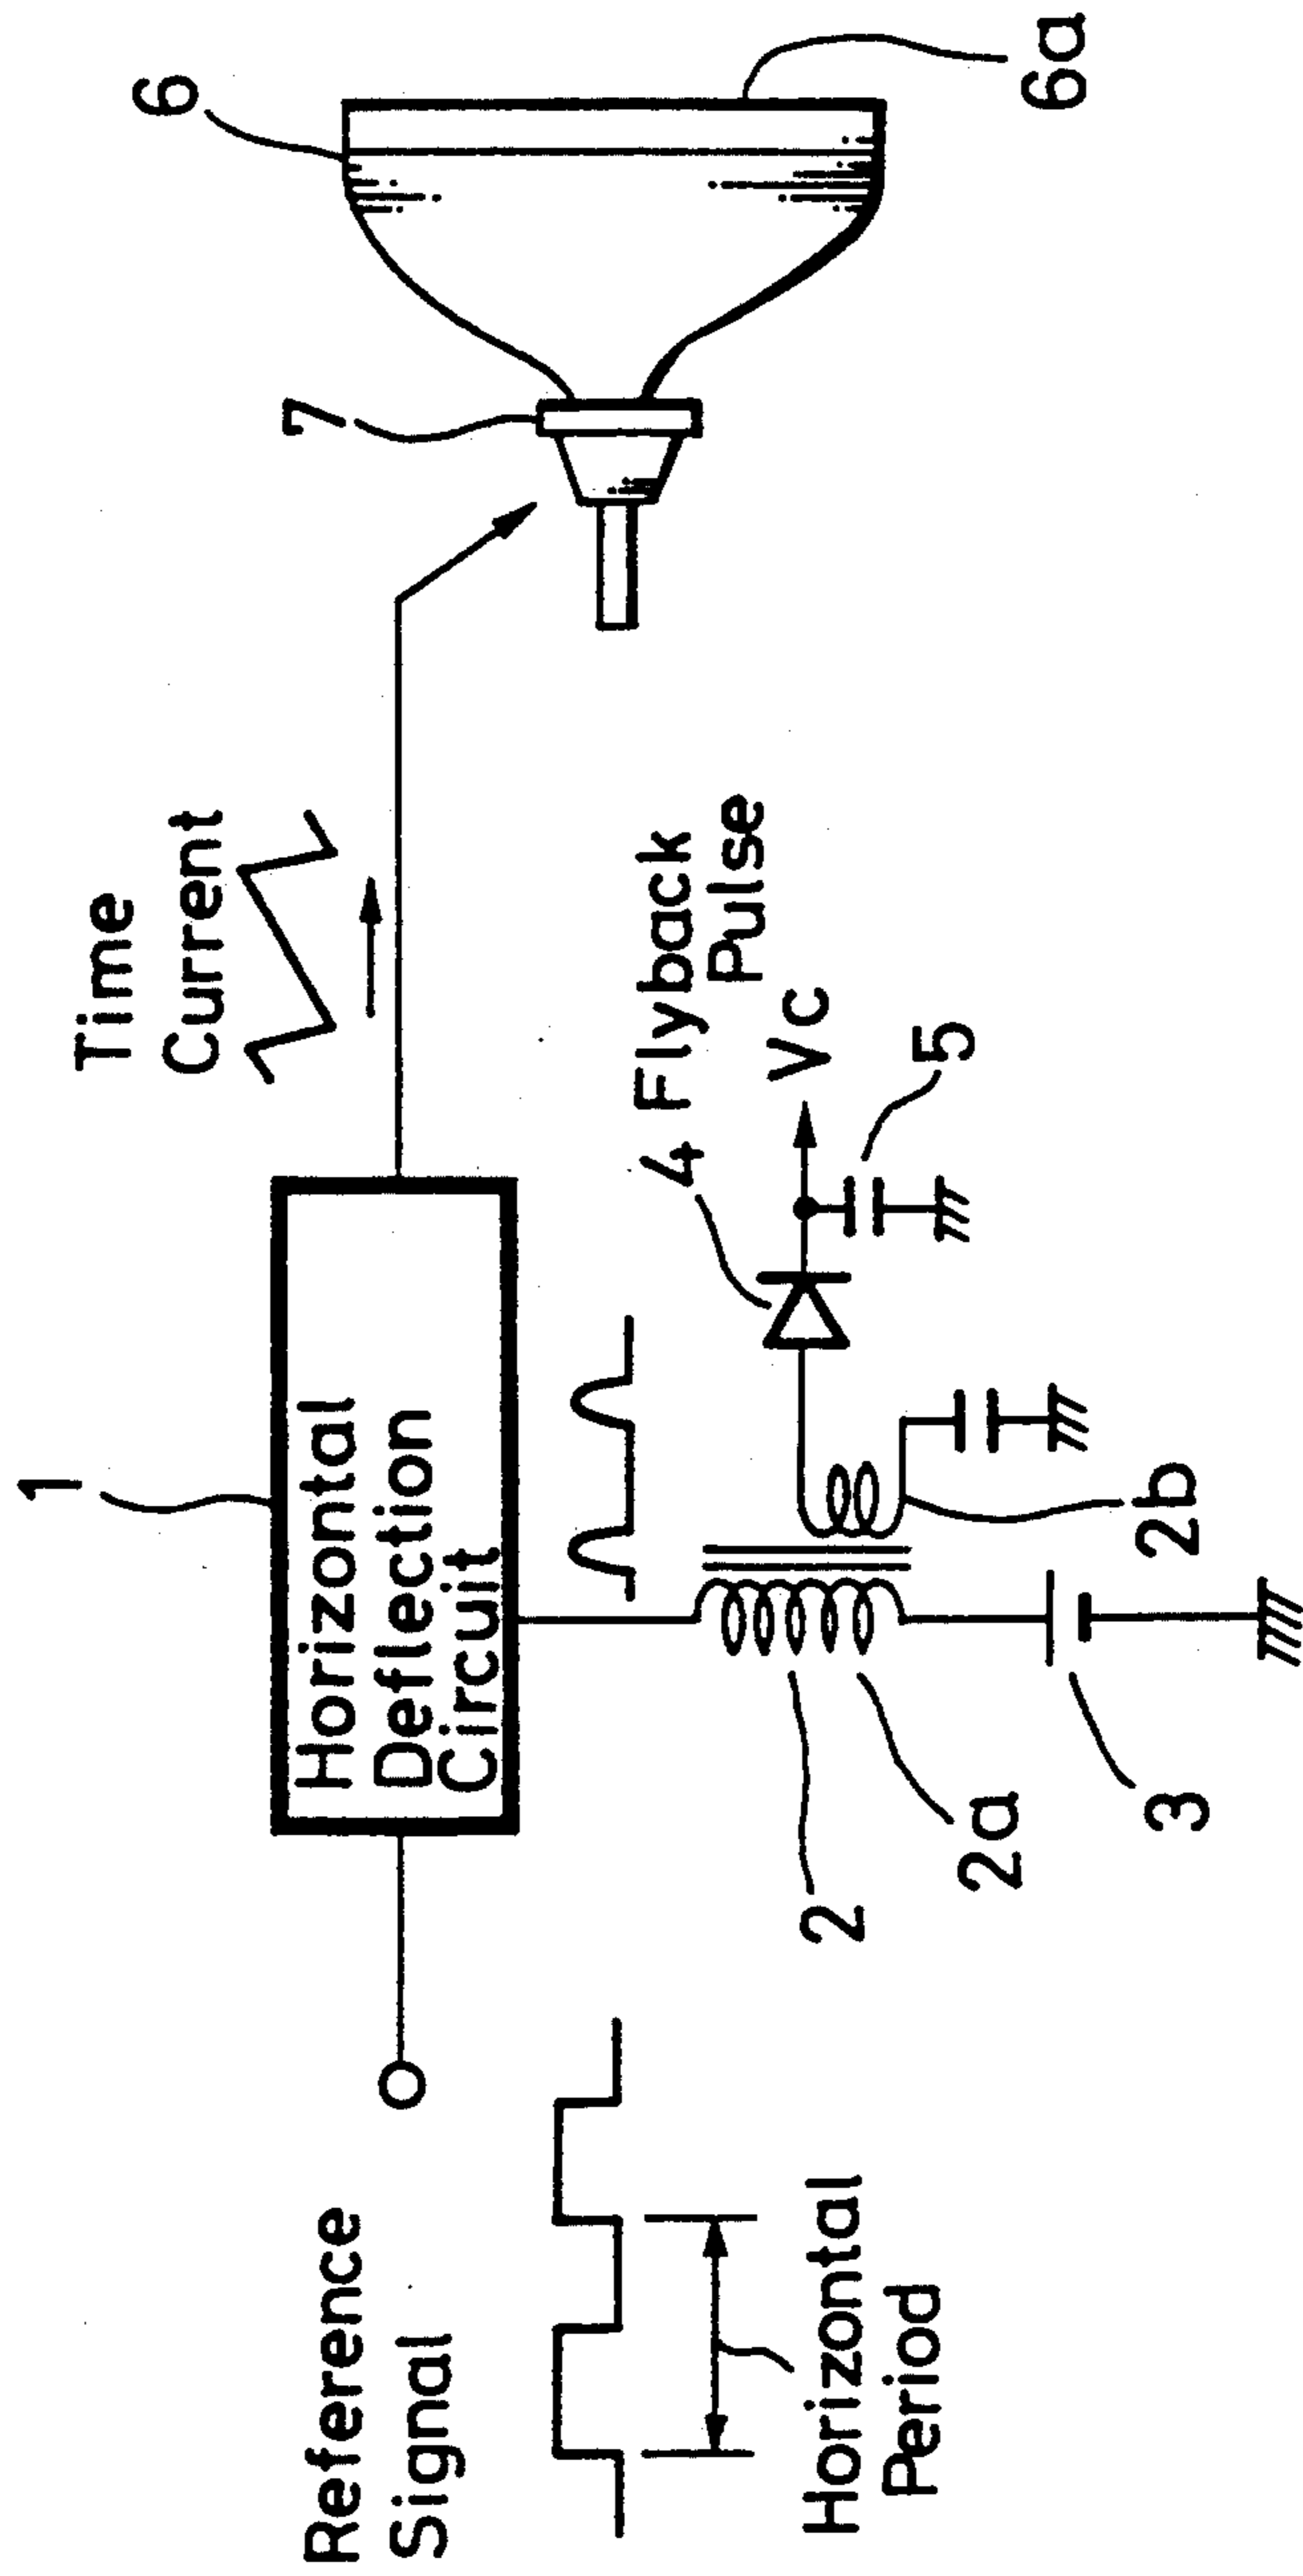 Reference
Signal
Horizontal
Period
1
Horizontal
Deflection
Circuit
2
2a
2b
3
4
Flyback
Pulse
Vc
5
Time
Current
6
6a
7